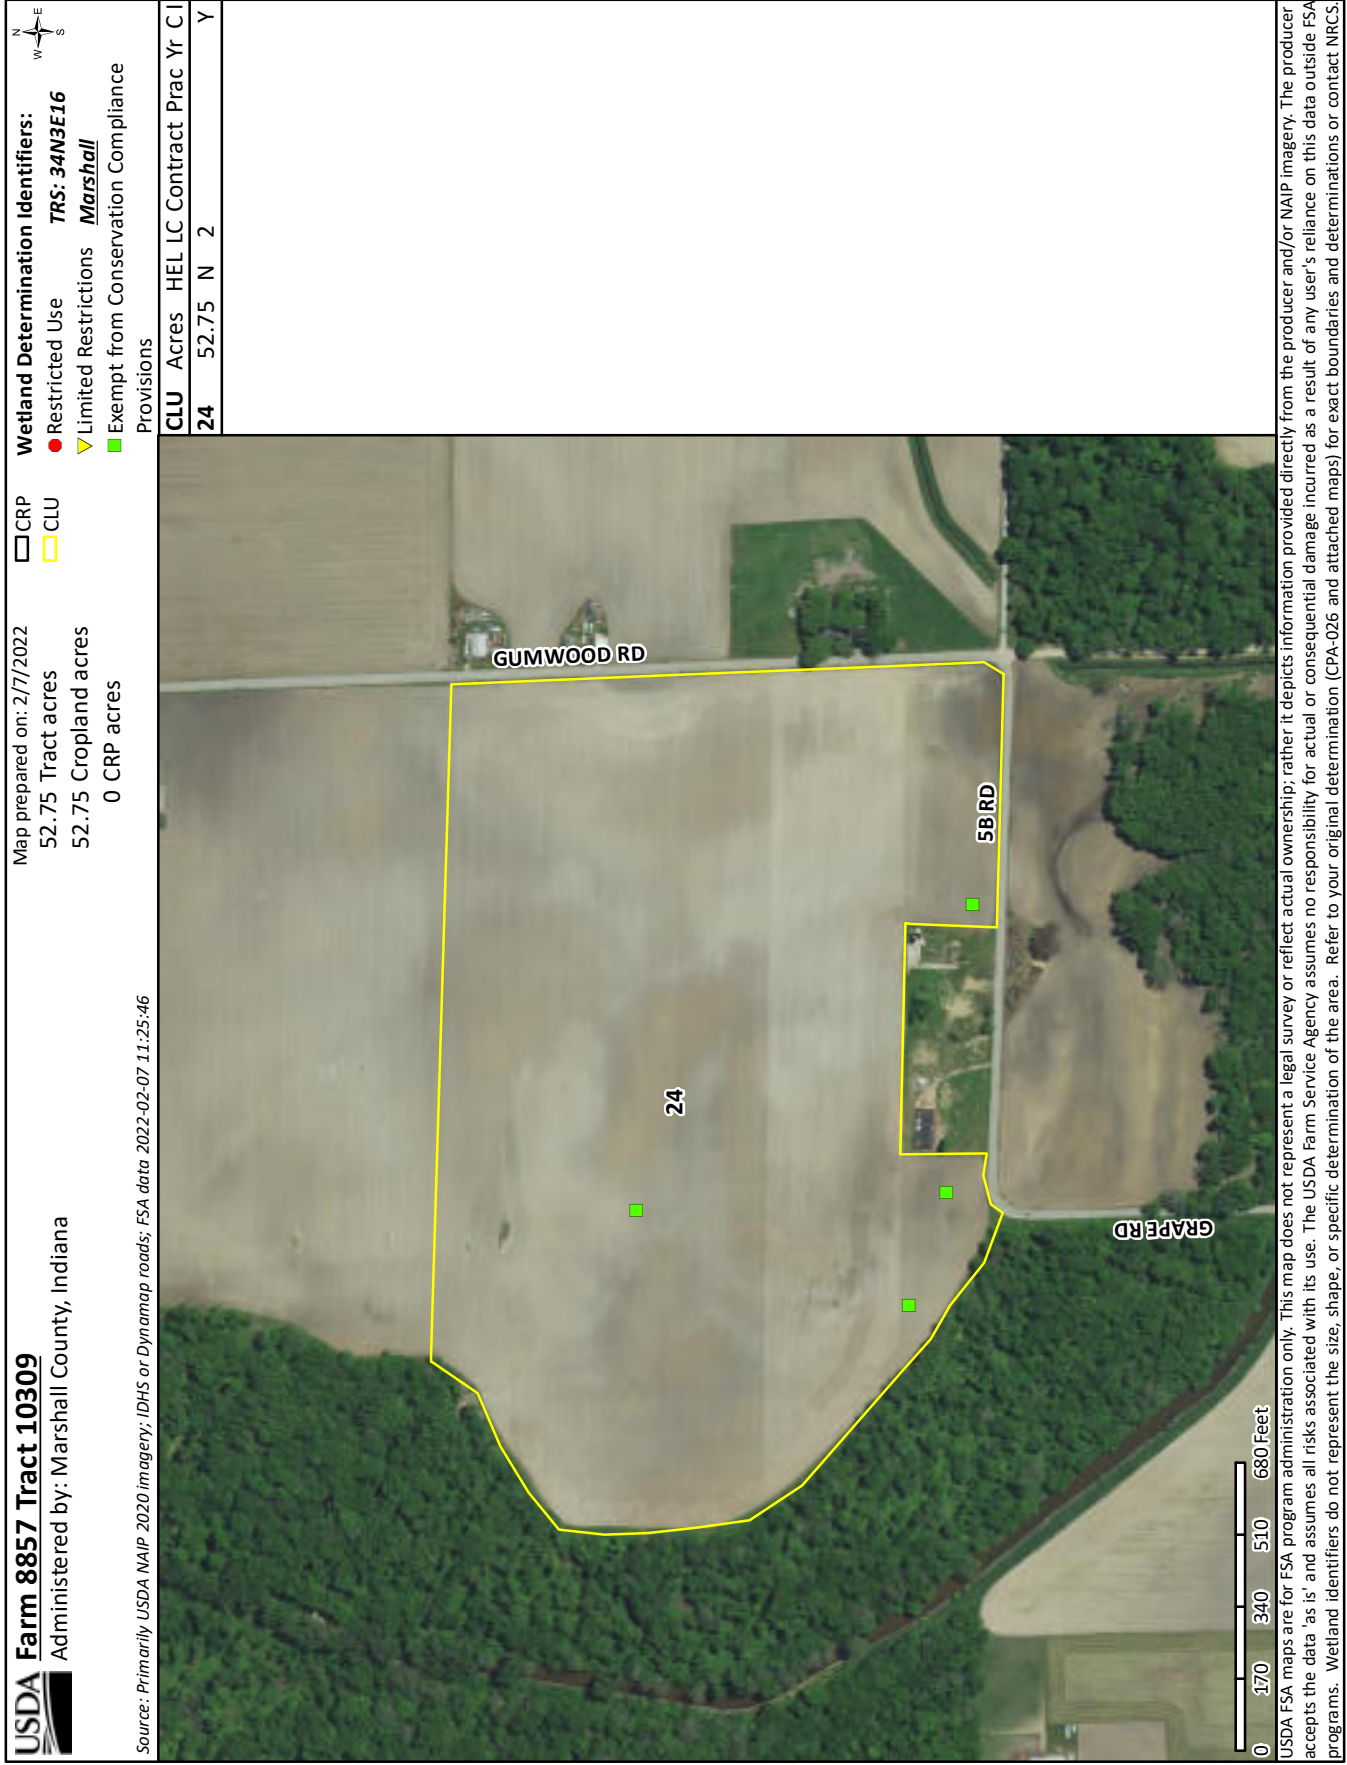 USDA
Farm 8857 Tract 10309
Administered by: Marshall County, Indiana
Source: Primarily USDA NAIP 2020 imagery; IDHS or Dynamap roads; FSA data 2022-02-07 11:25:46
Map prepared on: 2/7/2022
52.75 Tract acres
52.75 Cropland acres
0 CRP acres
CRP
CLU
Wetland Determination Identifiers:
Restricted Use
TRS: 34N3E16
Limited Restrictions
Marshall
Exempt from Conservation Compliance
Provisions
N
E
S
W
CLU Acres HEL LC Contract Prac Yr C I
24 52.75 N 2 Y
GUMWOOD RD
24
5B RD
GRAPE RD
0 170 340 510 680 Feet
USDA FSA maps are for FSA program administration only. This map does not represent a legal survey or reflect actual ownership; rather it depicts information provided directly from the producer and/or NAIP imagery. The producer
accepts the data 'as is' and assumes all risks associated with its use. The USDA Farm Service Agency assumes no responsibility for actual or consequential damage incurred as a result of any user's reliance on this data outside FSA
programs. Wetland identifiers do not represent the size, shape, or specific determination of the area. Refer to your original determination (CPA-026 and attached maps) for exact boundaries and determinations or contact NRCS.